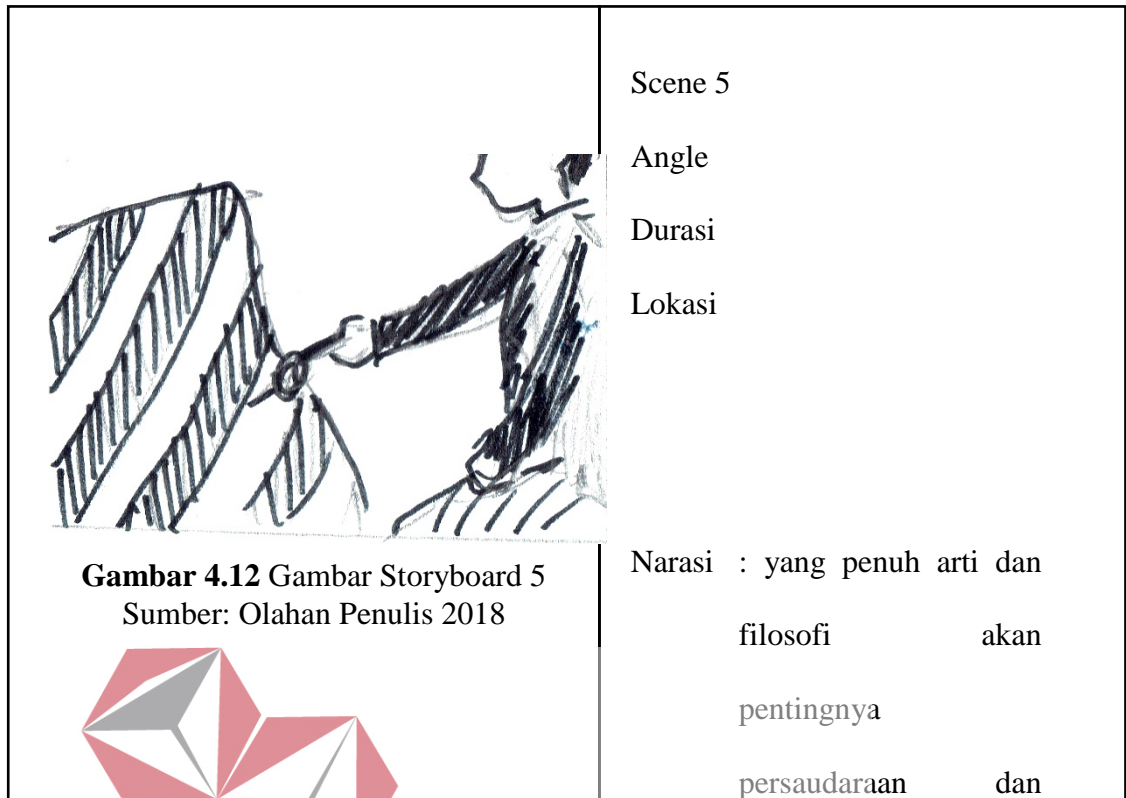 Scene 5
Angle
Durasi
Lokasi
Gambar 4.12 Gambar Storyboard 5
Sumber: Olahan Penulis 2018
Narasi : yang penuh arti dan
filosofi akan
pentingnya
persaudaraan dan